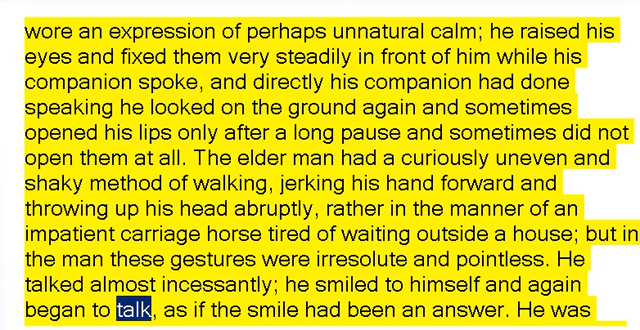 wore an expression of perhaps unnatural calm; he raised his
eyes and fixed them very steadily in front of him while his
companion spoke, and directly his companion had done
speaking he looked on the ground again and sometimes
opened his lips only after a long pause and sometimes did not
open them at all. The elder man had a curiously uneven and
shaky method of walking, jerking his hand forward and
throwing up his head abruptly, rather in the manner of an
impatient carriage horse tired of waiting outside a house; but in
the man these gestures were irresolute and pointless. He
talked almost incessantly; he smiled to himself and again
began to talk, as if the smile had been an answer. He was